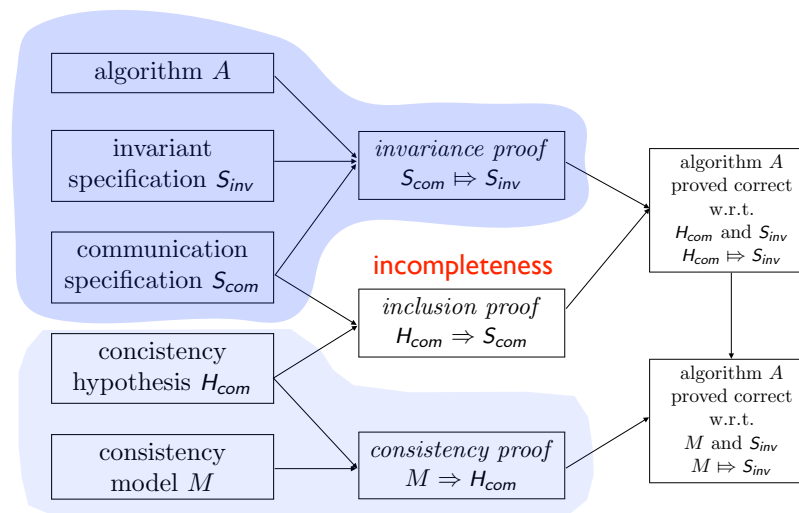 algorithm A
invariant
specification S_inv
communication
specification S_com
concistency
hypothesis H_com
consistency
model M
invariance proof
S_com ⤇ S_inv
incompleteness
inclusion proof
H_com ⇒ S_com
consistency proof
M ⇒ H_com
algorithm A
proved correct
w.r.t.
H_com and S_inv
H_com ⤇ S_inv
algorithm A
proved correct
w.r.t.
M and S_inv
M ⤇ S_inv